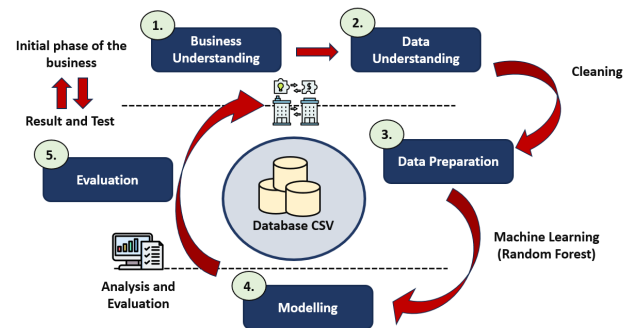 1.
Business
Understanding
2.
Data
Understanding
Initial phase of the
business
Result and Test
Cleaning
3.
Data Preparation
5.
Evaluation
Database CSV
Machine Learning
(Random Forest)
Analysis and
Evaluation
4.
Modelling